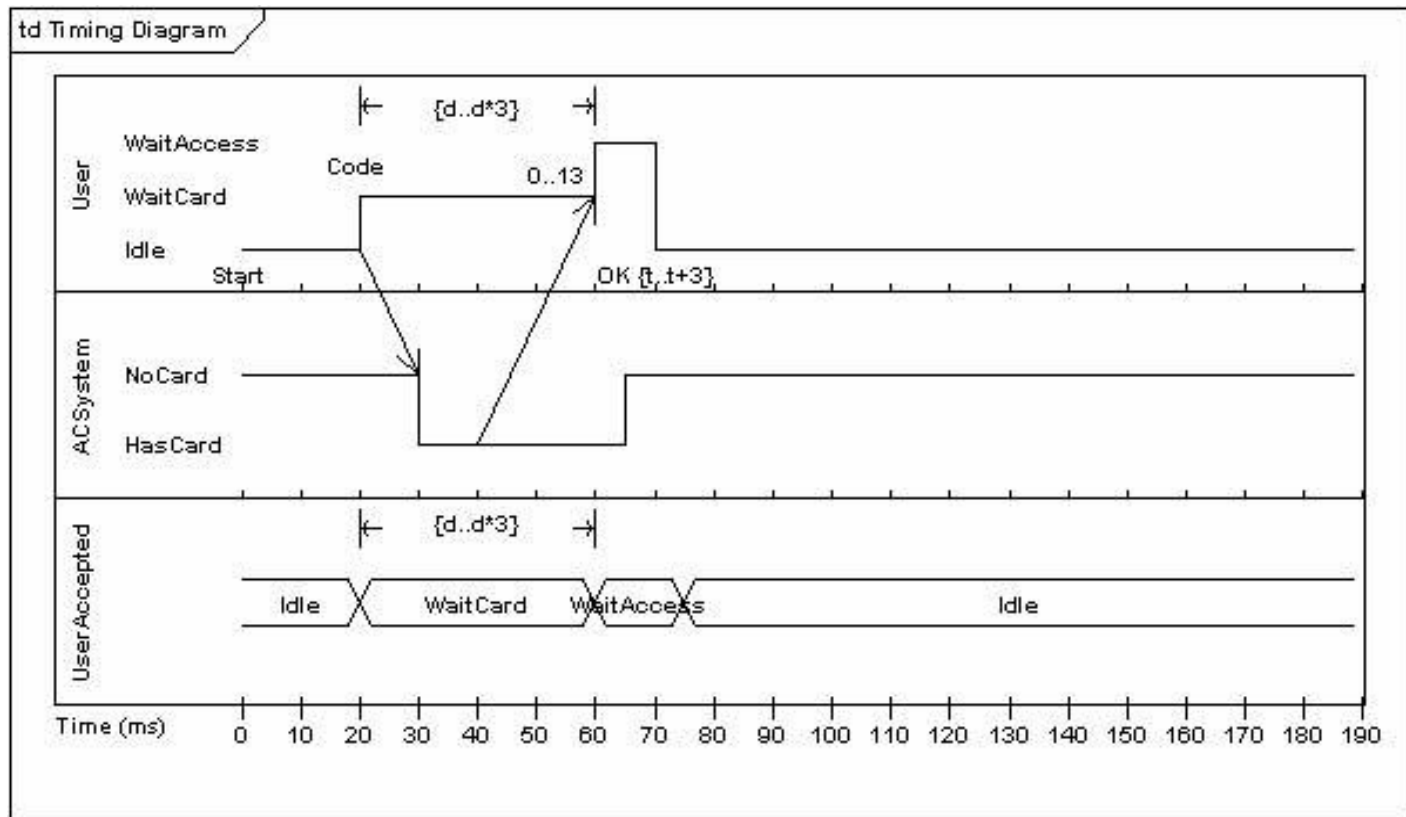 td Timing Diagram
{d..d*3}
WaitAccess
Code
0..13
User
WaitCard
Idle
Start
OK {t..t+3}
ACSystem
NoCard
HasCard
{d..d*3}
UserAccepted
Idle WaitCard WaitAccess Idle
Time (ms) 0 10 20 30 40 50 60 70 80 90 100 110 120 130 140 150 160 170 180 190